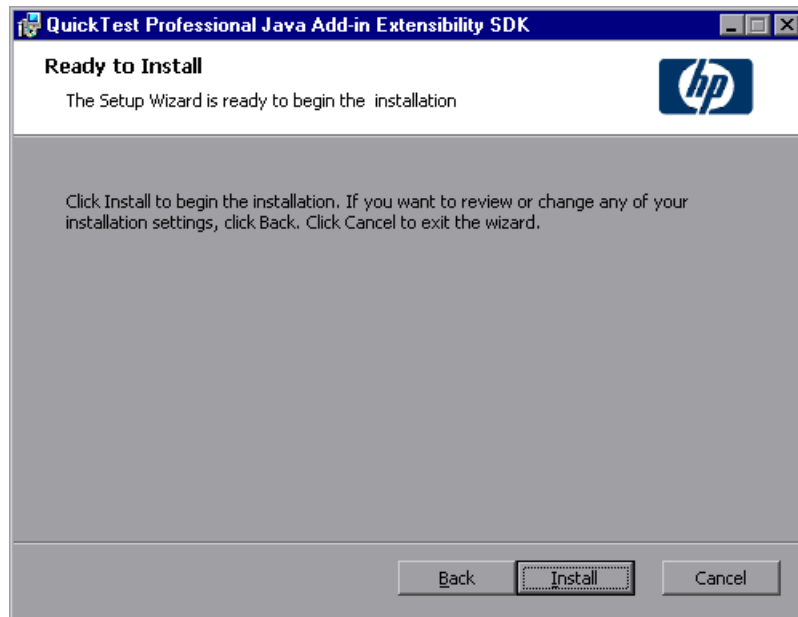 QuickTest Professional Java Add-in Extensibility SDK
Ready to Install
The Setup Wizard is ready to begin the installation
hp
Click Install to begin the installation. If you want to review or change any of your
installation settings, click Back. Click Cancel to exit the wizard.
Back Install Cancel